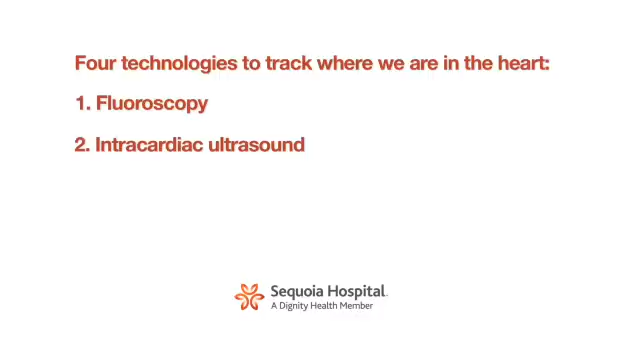 Four technologies to track where we are in the heart:
1. Fluoroscopy
2. Intracardiac ultrasound
Sequoia Hospital.
A Dignity Health Member